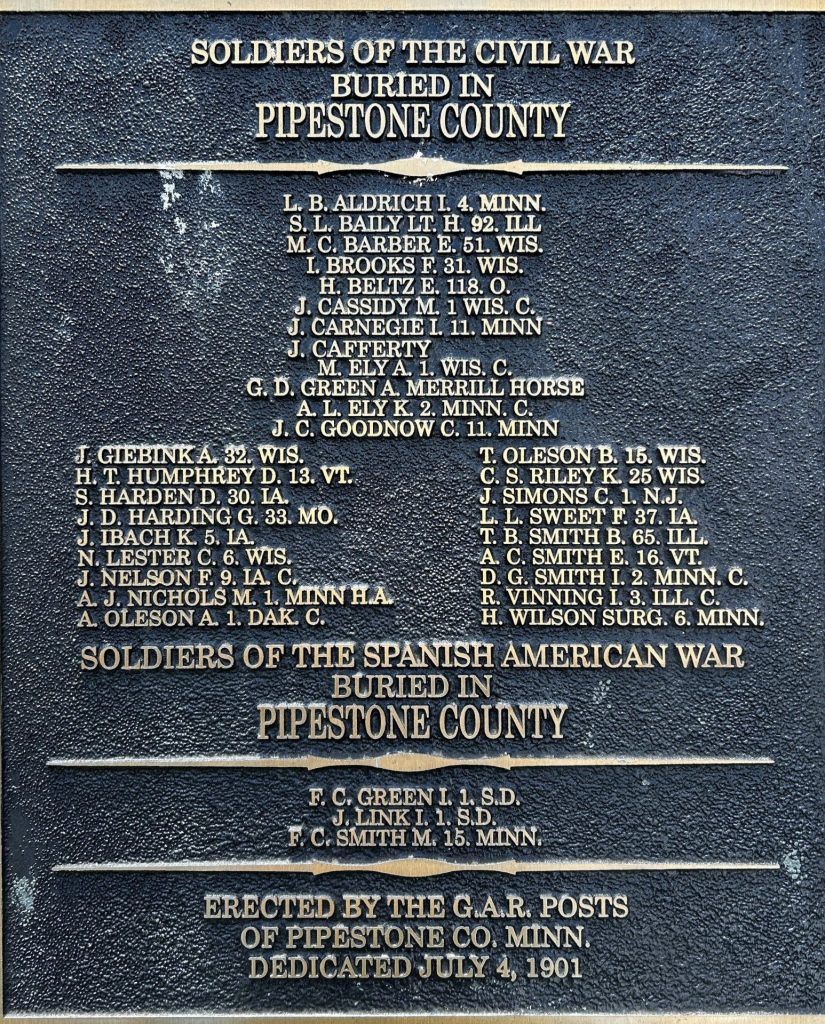 SOLDIERS OF THE CIVIL WAR
BURIED IN
PIPESTONE COUNTY
L. B. ALDRICH I. 4. MINN.
S. L. BAILY LT. H. 92. ILL
M. C. BARBER E. 51. WIS.
I. BROOKS F. 31. WIS.
H. BELTZ E. 118. O.
J. CASSIDY M. 1 WIS. C.
J. CARNEGIE I. 11. MINN
J. CAFFERTY
M. ELY A. 1. WIS. C.
G. D. GREEN A. MERRILL HORSE
A. L. ELY K. 2. MINN. C.
J. C. GOODNOW C. 11. MINN
J. GIEBINK A. 32. WIS.
H. T. HUMPHREY D. 13. VT.
S. HARDEN D. 30. IA.
J. D. HARDING G. 33. MO.
J. IBACH K. 5. IA.
N. LESTER C. 6. WIS.
J. NELSON F. 9. IA. C.
A. J. NICHOLS M. 1. MINN H.A.
A. OLESON A. 1. DAK. C.
T. OLESON B. 15. WIS.
C. S. RILEY K. 25 WIS.
J. SIMONS C. 1. N.J.
L. L. SWEET F. 37. IA.
T. B. SMITH B. 65. ILL.
A. C. SMITH E. 16. VT.
D. G. SMITH I. 2. MINN. C.
R. VINNING I. 3. ILL. C.
H. WILSON SURG. 6. MINN.
SOLDIERS OF THE SPANISH AMERICAN WAR
BURIED IN
PIPESTONE COUNTY
F. C. GREEN I. 1. S.D.
J. LINK I. 1. S.D.
F. C. SMITH M. 15. MINN.
ERECTED BY THE G.A.R. POSTS
OF PIPESTONE CO. MINN.
DEDICATED JULY 4, 1901